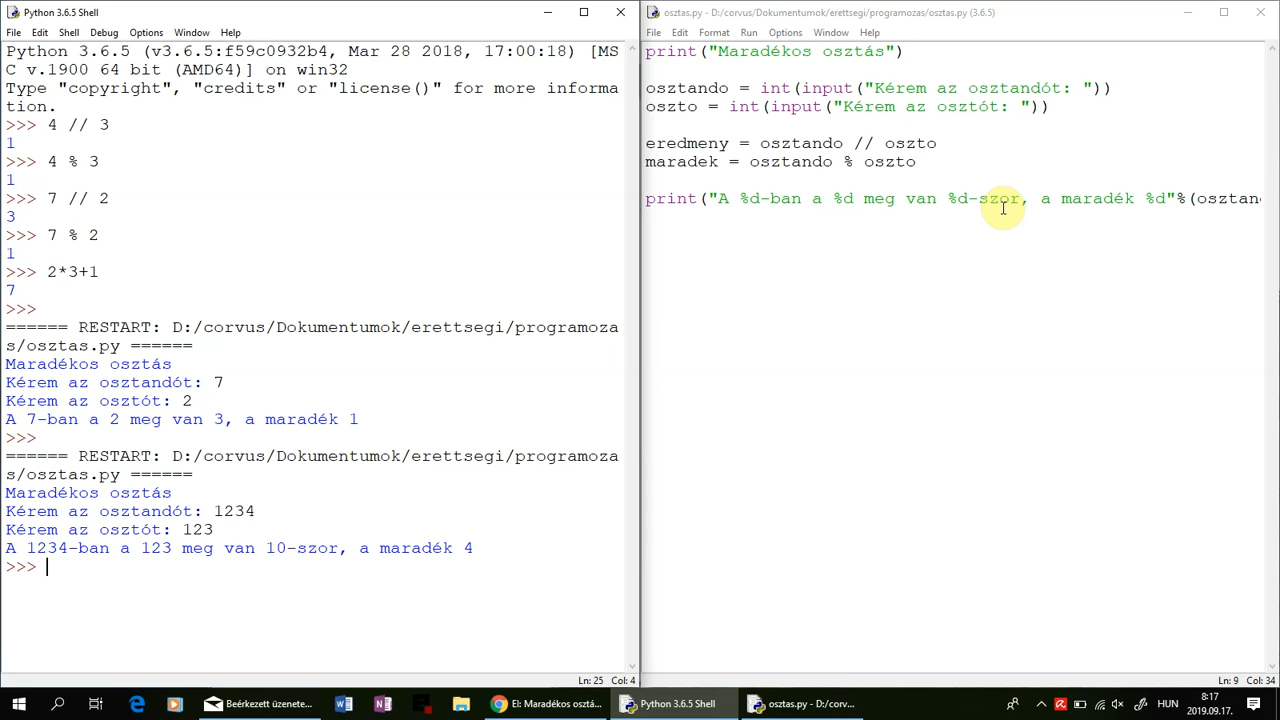 Python 3.6.5 Shell
File Edit Shell Debug Options Window Help
Python 3.6.5 (v3.6.5:f59c0932b4, Mar 28 2018, 17:00:18) [MS
C v.1900 64 bit (AMD64)] on win32
Type "copyright", "credits" or "license()" for more informa
tion.
>>> 4 // 3
1
>>> 4 % 3
1
>>> 7 // 2
3
>>> 7 % 2
1
>>> 2*3+1
7
>>>
====== RESTART: D:/corvus/Dokumentumok/erettsegi/programoza
s/osztas.py ======
Maradékos osztás
Kérem az osztandót: 7
Kérem az osztót: 2
A 7-ban a 2 meg van 3, a maradék 1
>>>
====== RESTART: D:/corvus/Dokumentumok/erettsegi/programoza
s/osztas.py ======
Maradékos osztás
Kérem az osztandót: 1234
Kérem az osztót: 123
A 1234-ban a 123 meg van 10-szor, a maradék 4
>>>
Ln: 25 Col: 4
osztas.py - D:/corvus/Dokumentumok/erettsegi/programozas/osztas.py (3.6.5)
File Edit Format Run Options Window Help
print("Maradékos osztás")
osztando = int(input("Kérem az osztandót: "))
oszto = int(input("Kérem az osztót: "))
eredmeny = osztando // oszto
maradek = osztando % oszto
print("A %d-ban a %d meg van %d-szor, a maradék %d"%(osztan
Ln: 9 Col: 34
Beérkezett üzenete...
El: Maradékos osztá...
Python 3.6.5 Shell
osztas.py - D:/corv...
HUN
8:17
2019.09.17.